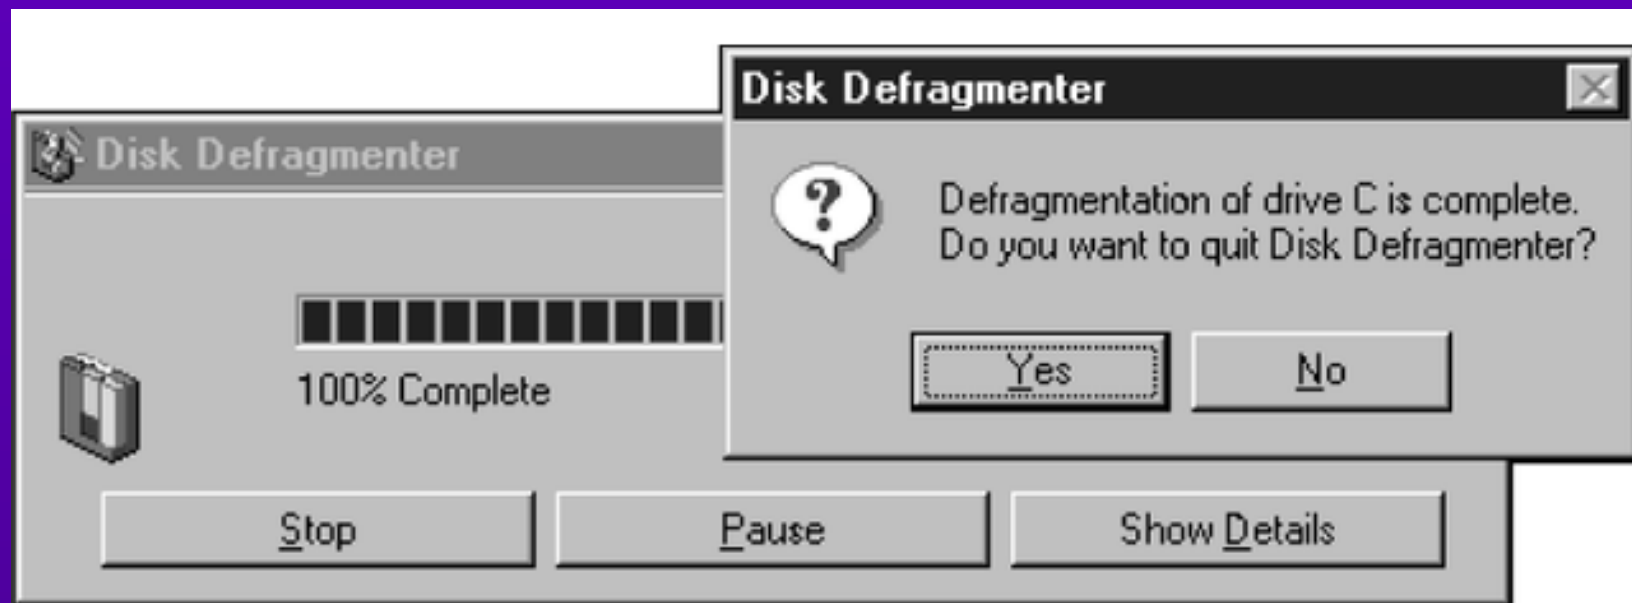 Disk Defragmenter
Disk Defragmenter
?
Defragmentation of drive C is complete.
Do you want to quit Disk Defragmenter?
Yes
No
100% Complete
Stop
Pause
Show Details